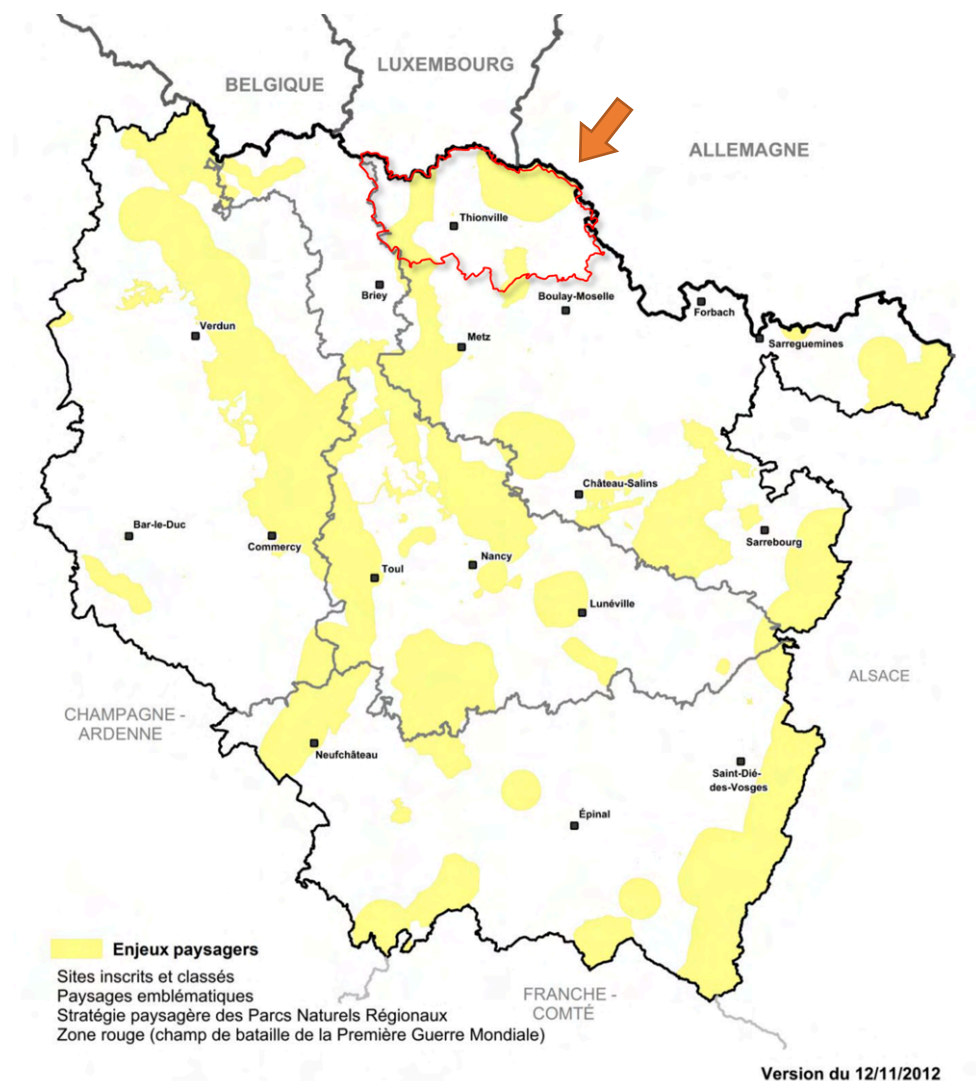 LUXEMBOURG
BELGIQUE
ALLEMAGNE
Thionville
Briey
Boulay-Moselle
Forbach
Verdun
Metz
Sarreguemines
Château-Salins
Bar-le-Duc
Commercy
Sarrebourg
Nancy
Toul
Lunéville
ALSACE
CHAMPAGNE -
ARDENNE
Neufchâteau
Saint-Dié-
des-Vosges
Épinal
Enjeux paysagers
Sites inscrits et classés
Paysages emblématiques
Stratégie paysagère des Parcs Naturels Régionaux
Zone rouge (champ de bataille de la Première Guerre Mondiale)
FRANCHE -
COMTÉ
Version du 12/11/2012